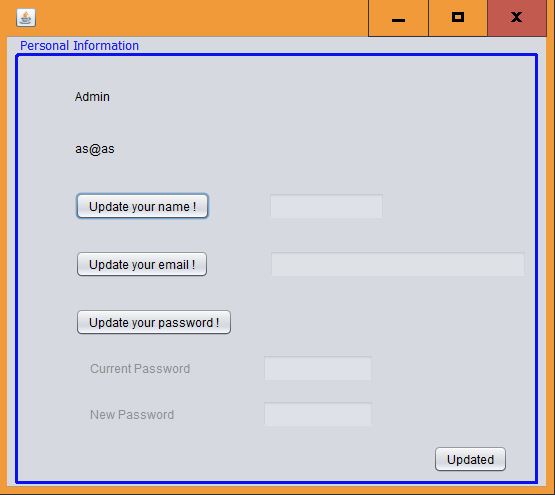 Personal Information
Admin
as@as
Update your name !
Update your email !
Update your password !
Current Password
New Password
Updated